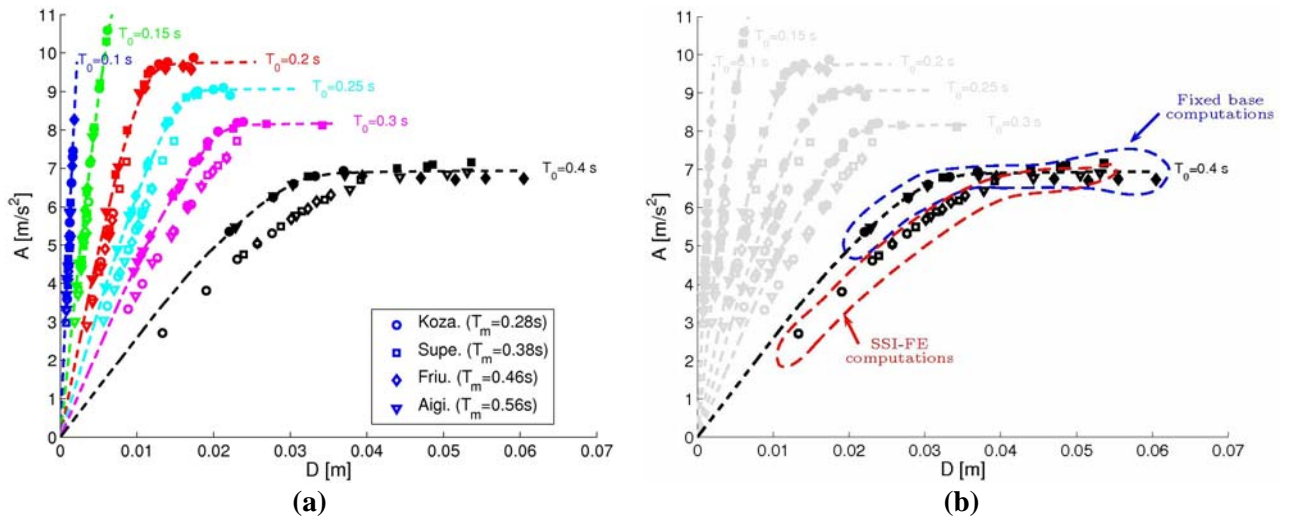 11
10
9
8
7
6
5
4
3
2
1
0
A [m/s²]
T₀=0.15 s
T₀=0.1 s
T₀=0.2 s
T₀=0.25 s
T₀=0.3 s
T₀=0.4 s
Koza. (Tₘ=0.28s)
Supe. (Tₘ=0.38s)
Friu. (Tₘ=0.46s)
Aigi. (Tₘ=0.56s)
0 0.01 0.02 0.03 0.04 0.05 0.06 0.07
D [m]
(a)
11
10
9
8
7
6
5
4
3
2
1
0
A [m/s²]
T₀=0.15 s
T₀=0.1 s
T₀=0.2 s
T₀=0.25 s
T₀=0.3 s
Fixed base
computations
T₀=0.4 s
SSI-FE
computations
0 0.01 0.02 0.03 0.04 0.05 0.06 0.07
D [m]
(b)